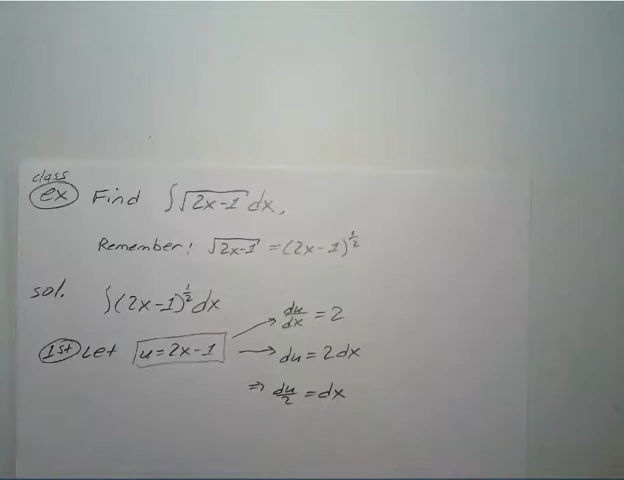 class
ex Find ∫√2x-1 dx,
Remember! √2x-1 = (2x-1)^½
sol. ∫(2x-1)^½ dx
du/dx = 2
1st Let u=2x-1 → du = 2dx
⇒ du/2 = dx